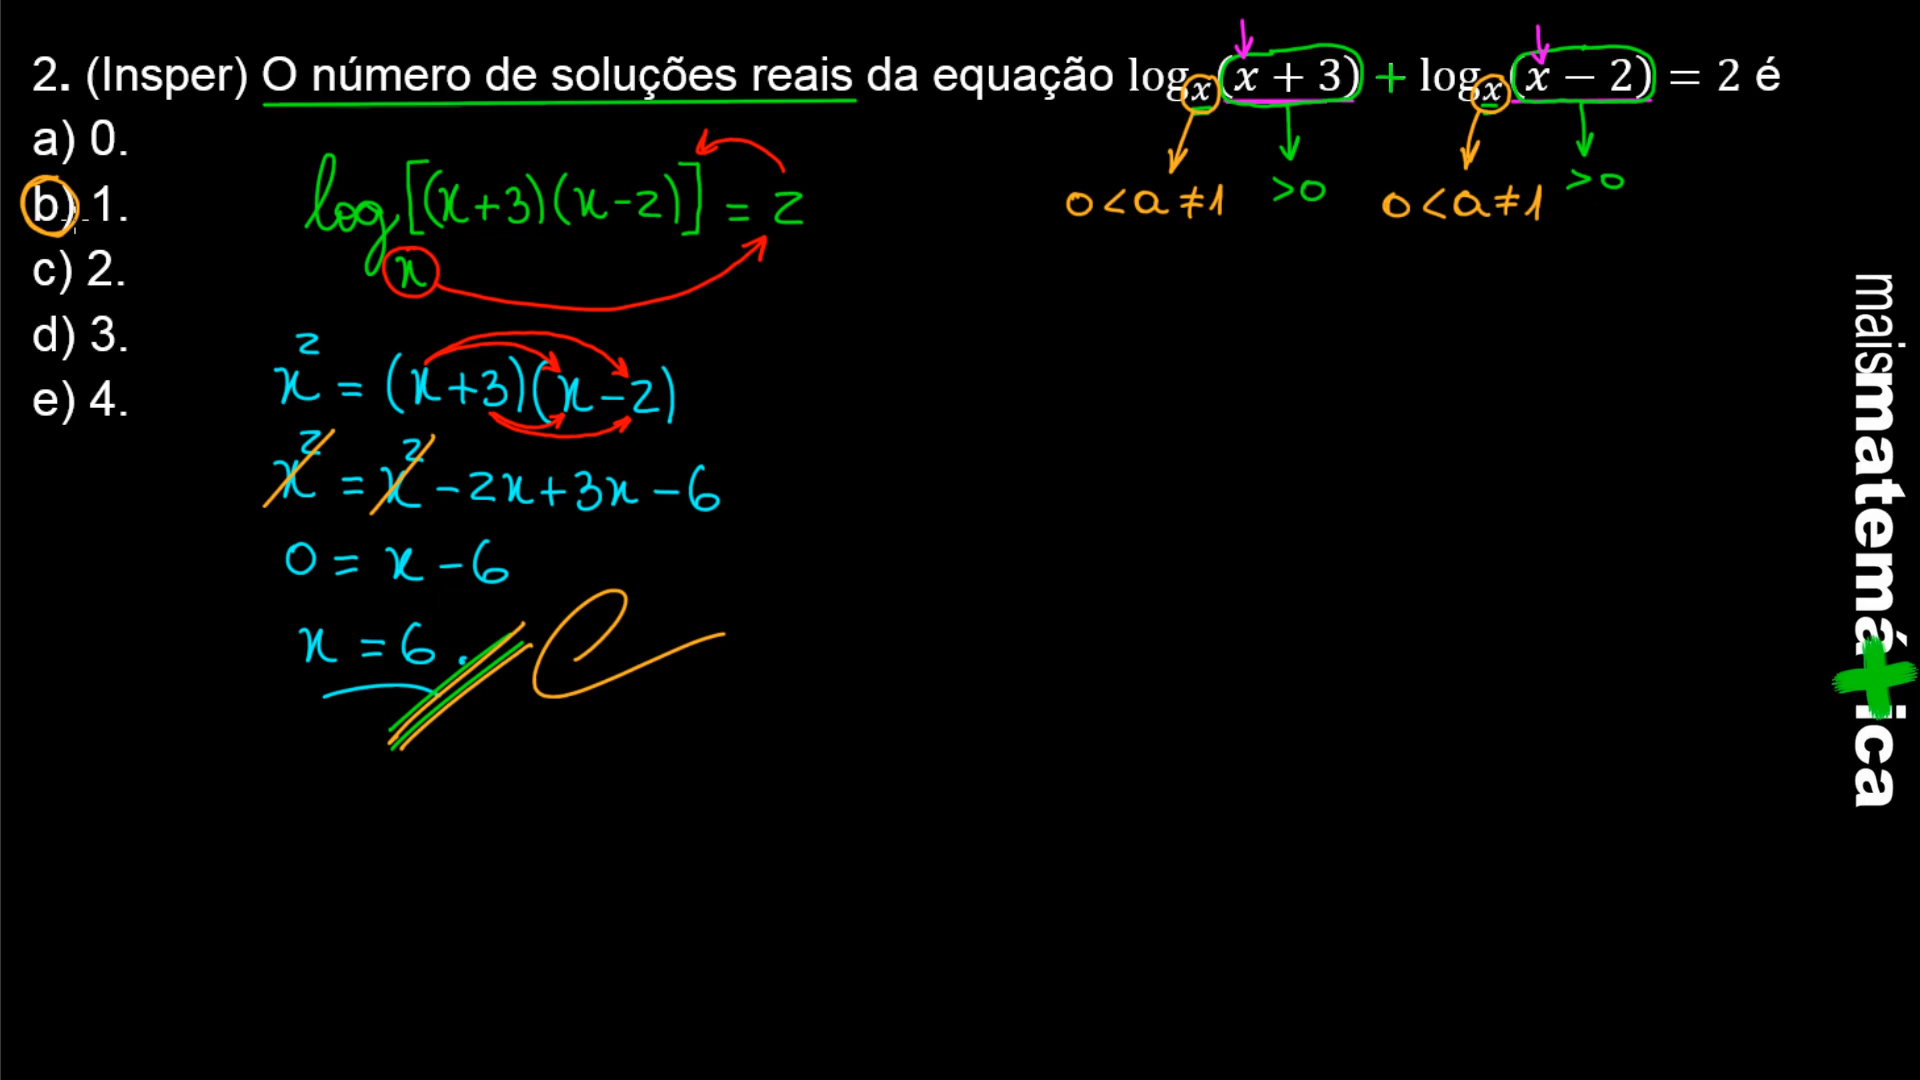 2. (Insper) O número de soluções reais da equação logₓ(x + 3) + logₓ(x − 2) = 2 é
a) 0.
b) 1.
c) 2.
d) 3.
e) 4.
0<a≠1 >0 0<a≠1 >0
logₓ[(x+3)(x-2)] = 2
x² = (x+3)(x-2)
x² = x² - 2x + 3x - 6
0 = x - 6
x = 6.
maismatemática